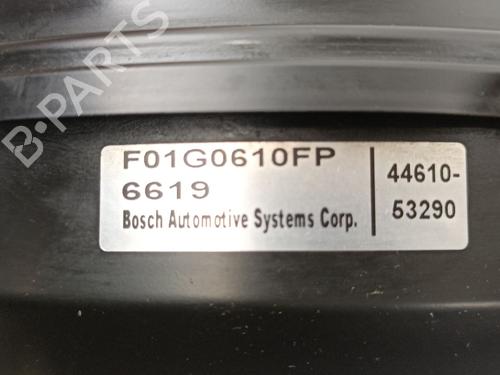 B-PARTS
F01G0610FP
6619
Bosch Automotive Systems Corp.
44610-
53290